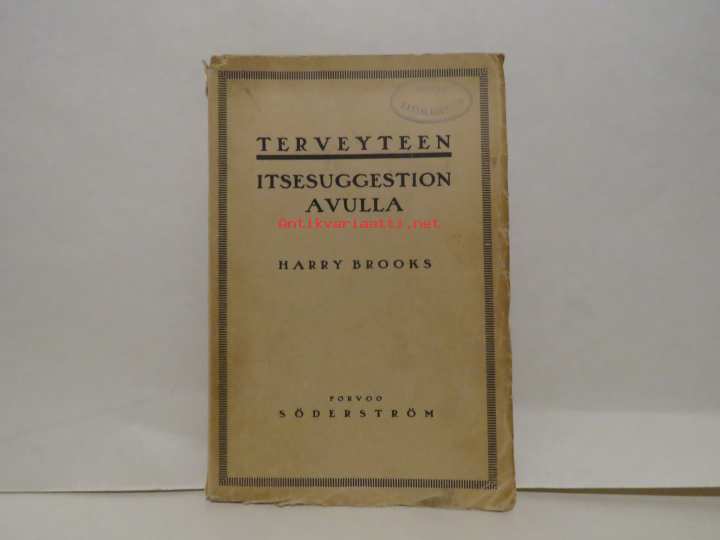 TERVEYTEEN
ITSESUGGESTION
AVULLA
Antikvariaatti.net
HARRY BROOKS
PORVOO
SÖDERSTRÖM